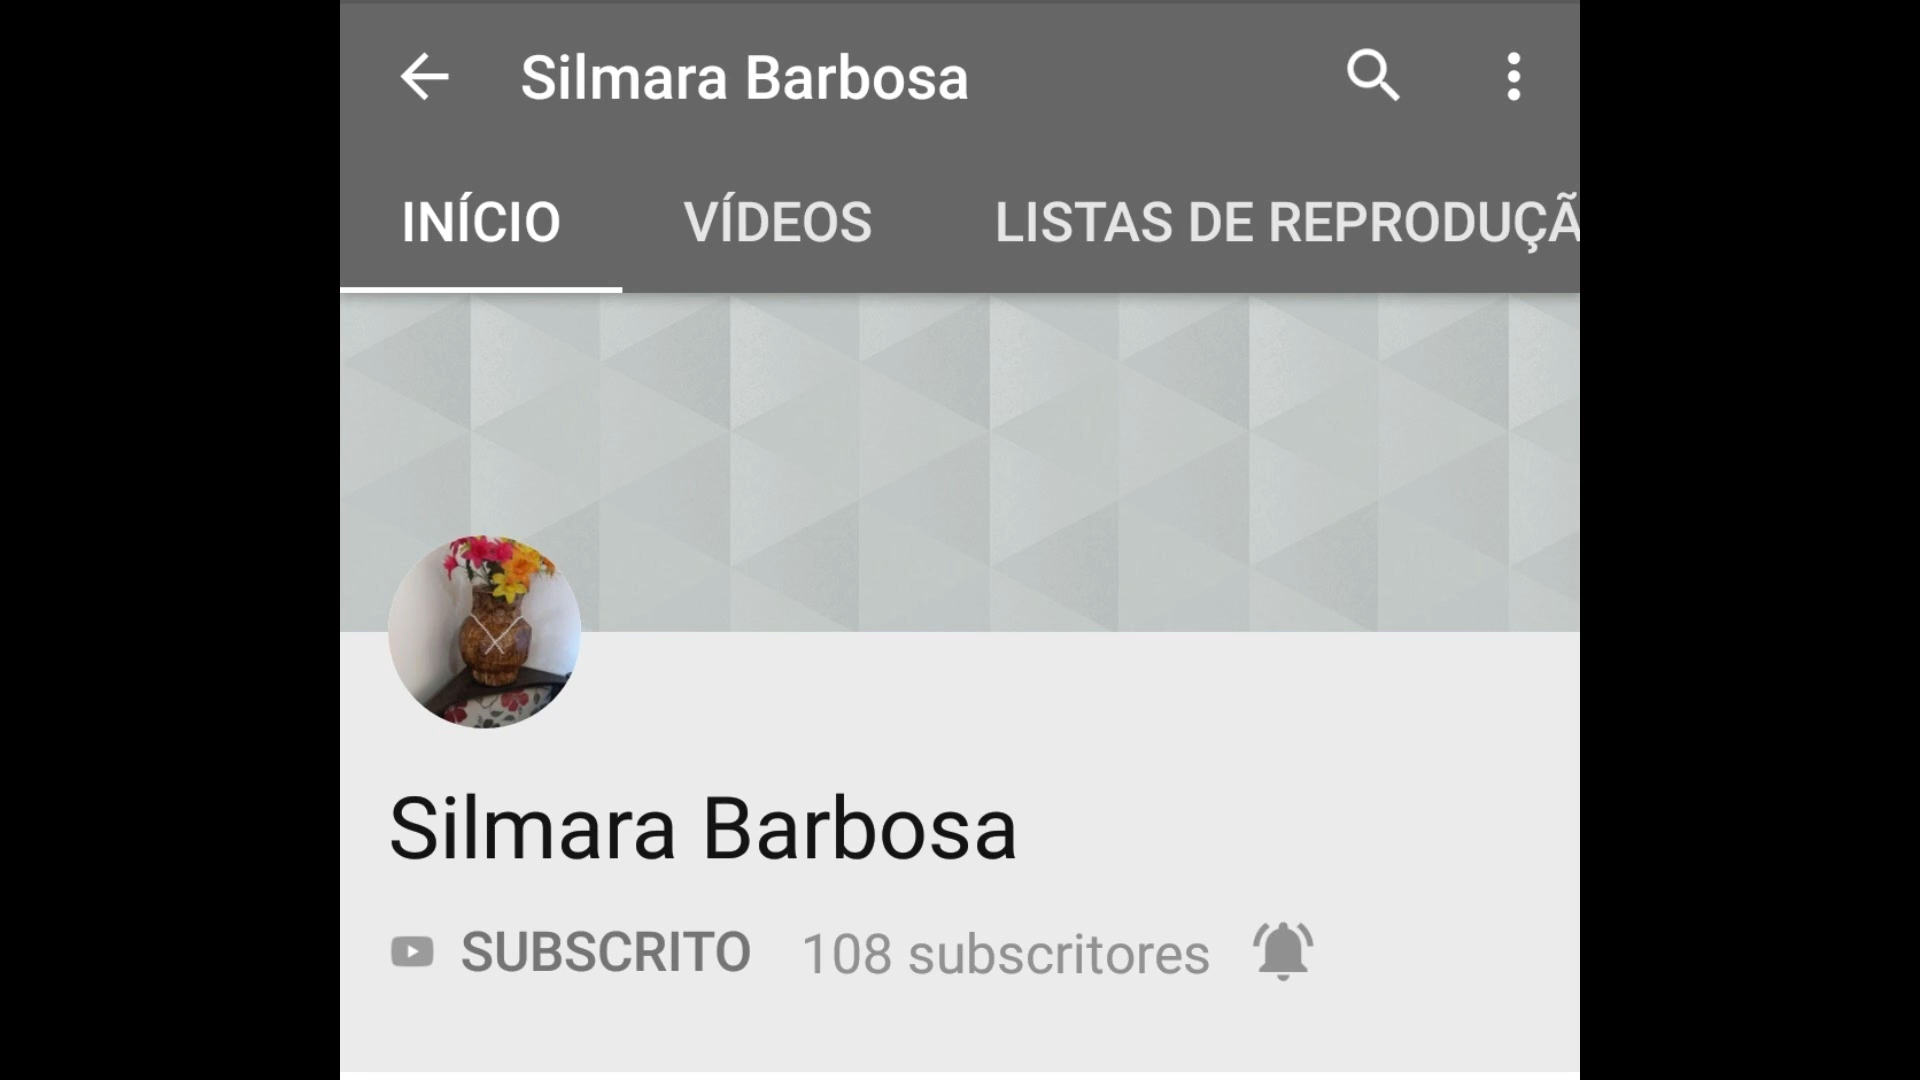 Silmara Barbosa
INÍCIO VÍDEOS LISTAS DE REPRODUÇÃ
Silmara Barbosa
SUBSCRITO 108 subscritores